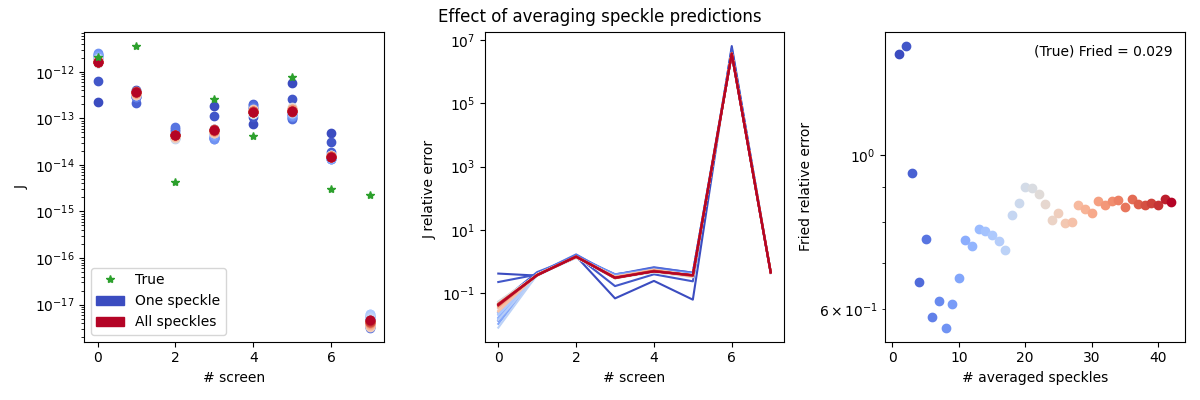 Effect of averaging speckle predictions
J
10⁻¹²
10⁻¹³
10⁻¹⁴
10⁻¹⁵
10⁻¹⁶
10⁻¹⁷
True
One speckle
All speckles
0 2 4 6
# screen
J relative error
10⁷
10⁵
10³
10¹
10⁻¹
0 2 4 6
# screen
Fried relative error
(True) Fried = 0.029
10⁰
6 × 10⁻¹
0 10 20 30 40
# averaged speckles